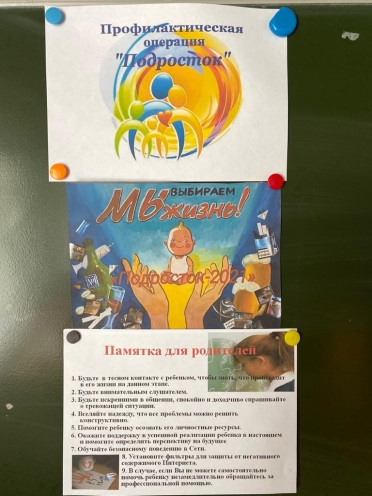 Профилактическая
операция
"Подросток"
МЫ ВЫБИРАЕМ
жизнь!
«Подросток-2021»
Памятка для родителей
1. Будьте в тесном контакте с ребенком, чтобы знать, что происходит
в его жизни на данном этапе.
2. Будьте внимательным слушателем.
3. Будьте искренними в общении, спокойно и доходчиво спрашивайте
о тревожащей ситуации.
4. Вселяйте надежду, что все проблемы можно решить
конструктивно.
5. Помогите ребенку осознать его личностные ресурсы.
6. Окажите поддержку в успешной реализации ребенка в настоящем
и помогите определить перспективу на будущее
7. Обучайте безопасному поведению в Сети.
8. Установите фильтры для защиты от негативного
содержимого Интернета.
9. В случае, если Вы не можете самостоятельно
помочь ребенку незамедлительно обращайтесь за
профессиональной помощью.